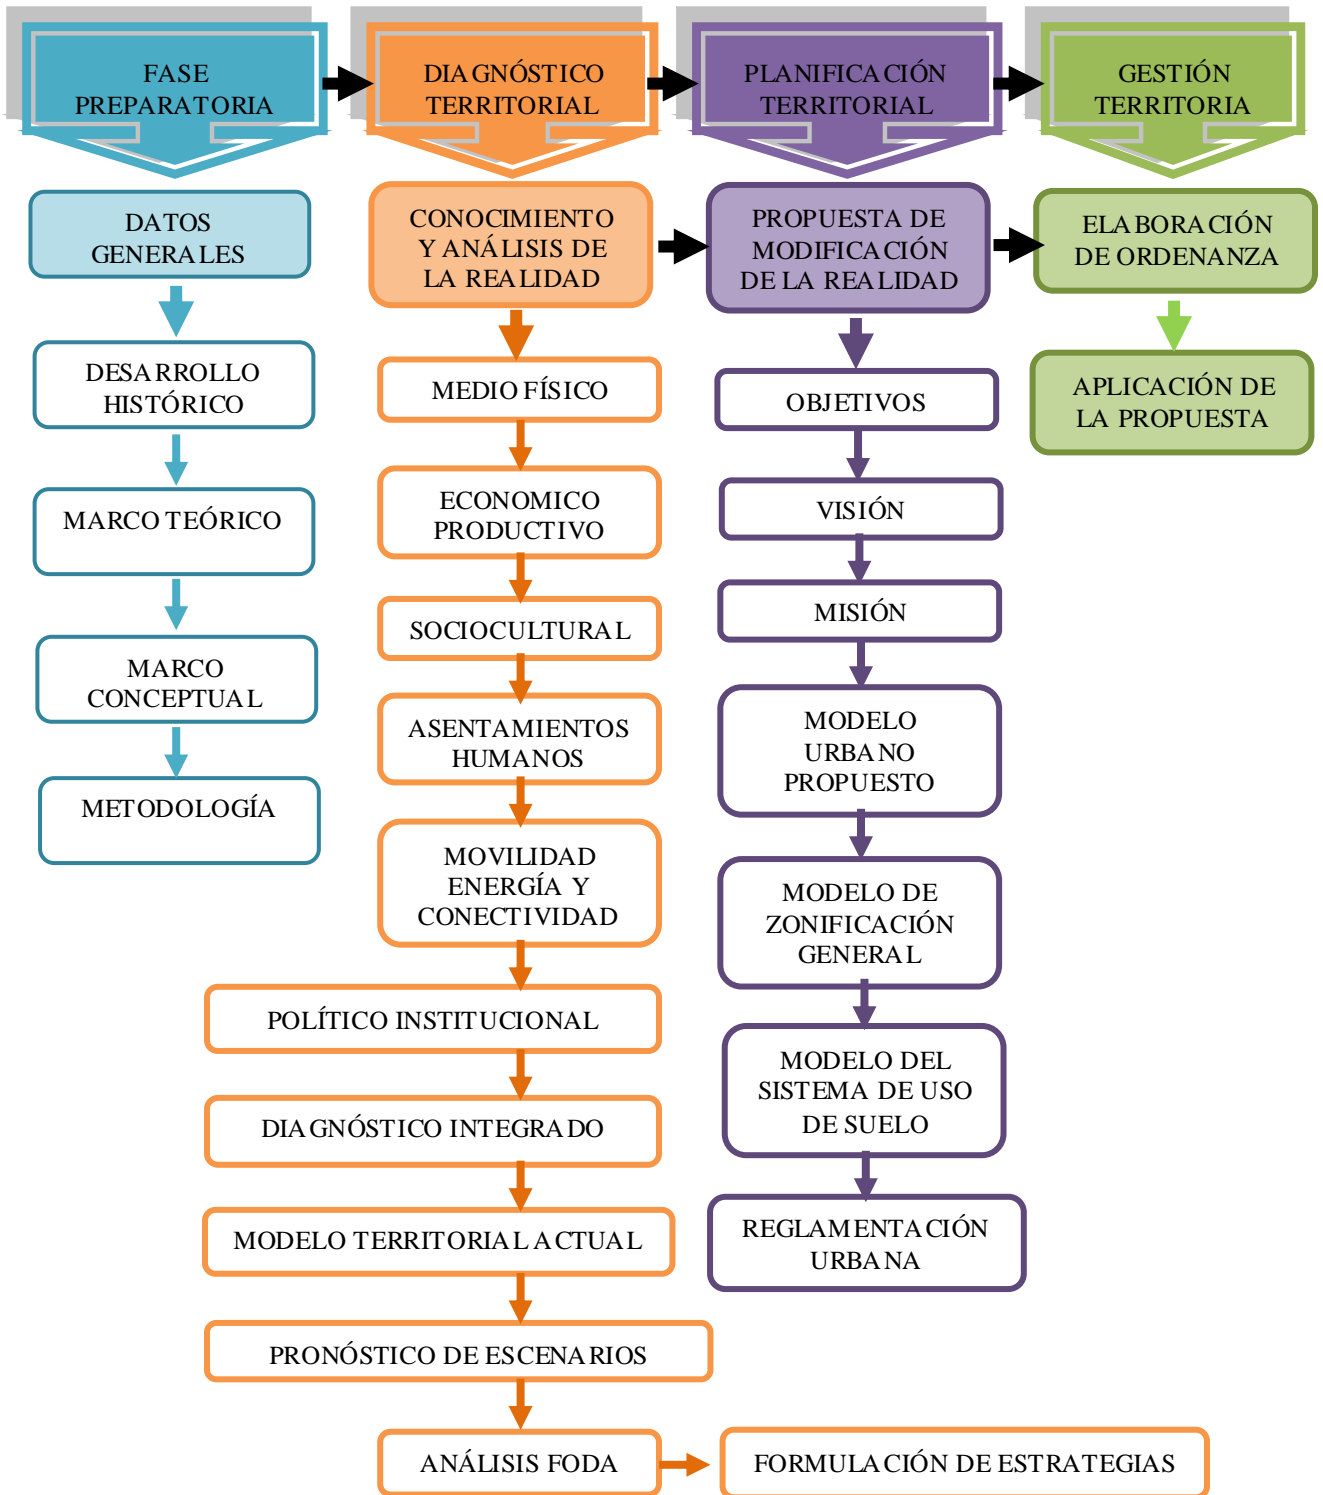 FASE
PREPARATORIA
DIAGNÓSTICO
TERRITORIAL
PLANIFICACIÓN
TERRITORIAL
GESTIÓN
TERRITORIA
DATOS
GENERALES
DESARROLLO
HISTÓRICO
MARCO TEÓRICO
MARCO
CONCEPTUAL
METODOLOGÍA
CONOCIMIENTO
Y ANÁLISIS DE
LA REALIDAD
MEDIO FÍSICO
ECONOMICO
PRODUCTIVO
SOCIOCULTURAL
ASENTAMIENTOS
HUMANOS
MOVILIDAD
ENERGÍA Y
CONECTIVIDAD
POLÍTICO INSTITUCIONAL
DIAGNÓSTICO INTEGRADO
MODELO TERRITORIAL ACTUAL
PRONÓSTICO DE ESCENARIOS
ANÁLISIS FODA
FORMULACIÓN DE ESTRATEGIAS
PROPUESTA DE
MODIFICACIÓN
DE LA REALIDAD
OBJETIVOS
VISIÓN
MISIÓN
MODELO
URBANO
PROPUESTO
MODELO DE
ZONIFICACIÓN
GENERAL
MODELO DEL
SISTEMA DE USO
DE SUELO
REGLAMENTACIÓN
URBANA
ELABORACIÓN
DE ORDENANZA
APLICACIÓN DE
LA PROPUESTA